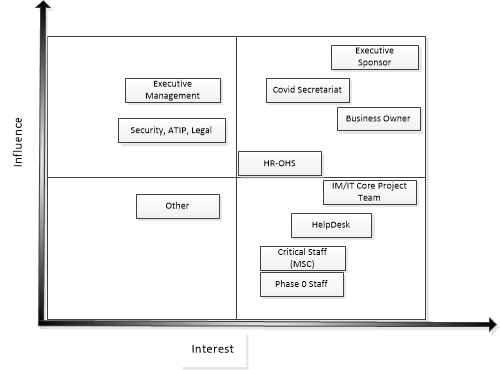 Executive
Sponsor
Executive
Management
Covid Secretariat
Business Owner
Security, ATIP, Legal
HR-OHS
IM/IT Core Project
Team
Other
HelpDesk
Critical Staff
(MSC)
Phase 0 Staff
Influence
Interest